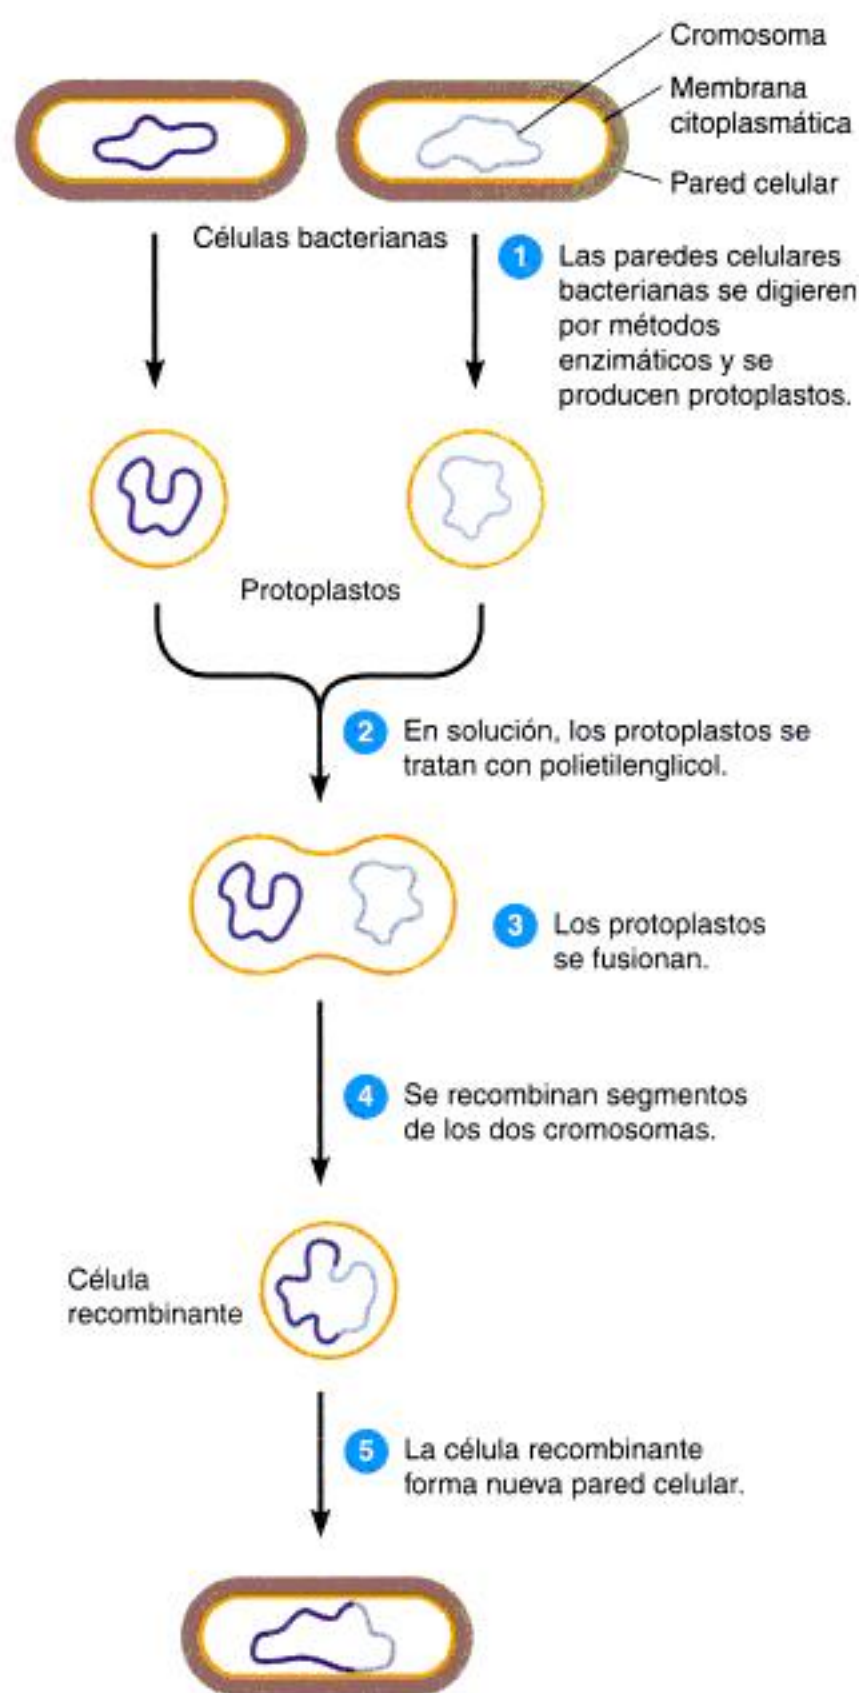 Cromosoma
Membrana
citoplasmática
Pared celular
Células bacterianas
1 Las paredes celulares
bacterianas se digieren
por métodos
enzimáticos y se
producen protoplastos.
Protoplastos
2 En solución, los protoplastos se
tratan con polietilenglicol.
3 Los protoplastos
se fusionan.
4 Se recombinan segmentos
de los dos cromosomas.
Célula
recombinante
5 La célula recombinante
forma nueva pared celular.